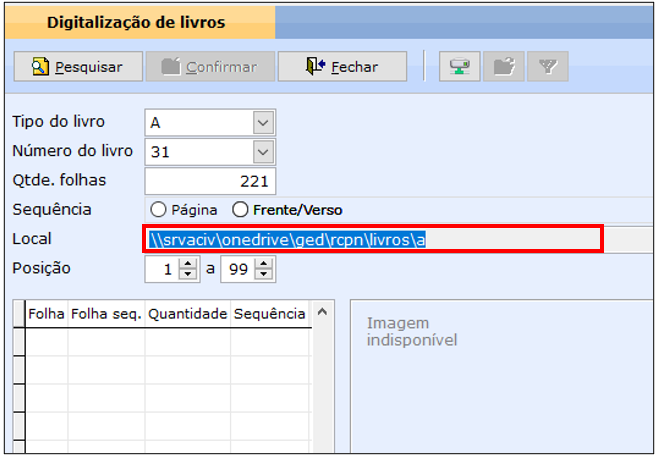 Digitalização de livros
Pesquisar Confirmar Fechar
Tipo do livro A
Número do livro 31
Qtde. folhas 221
Sequência Página Frente/Verso
Local \\srvaciv\onedrive\ged\rcpn\livros\a
Posição 1 a 99
Folha Folha seq. Quantidade Sequência
Imagem
indisponível